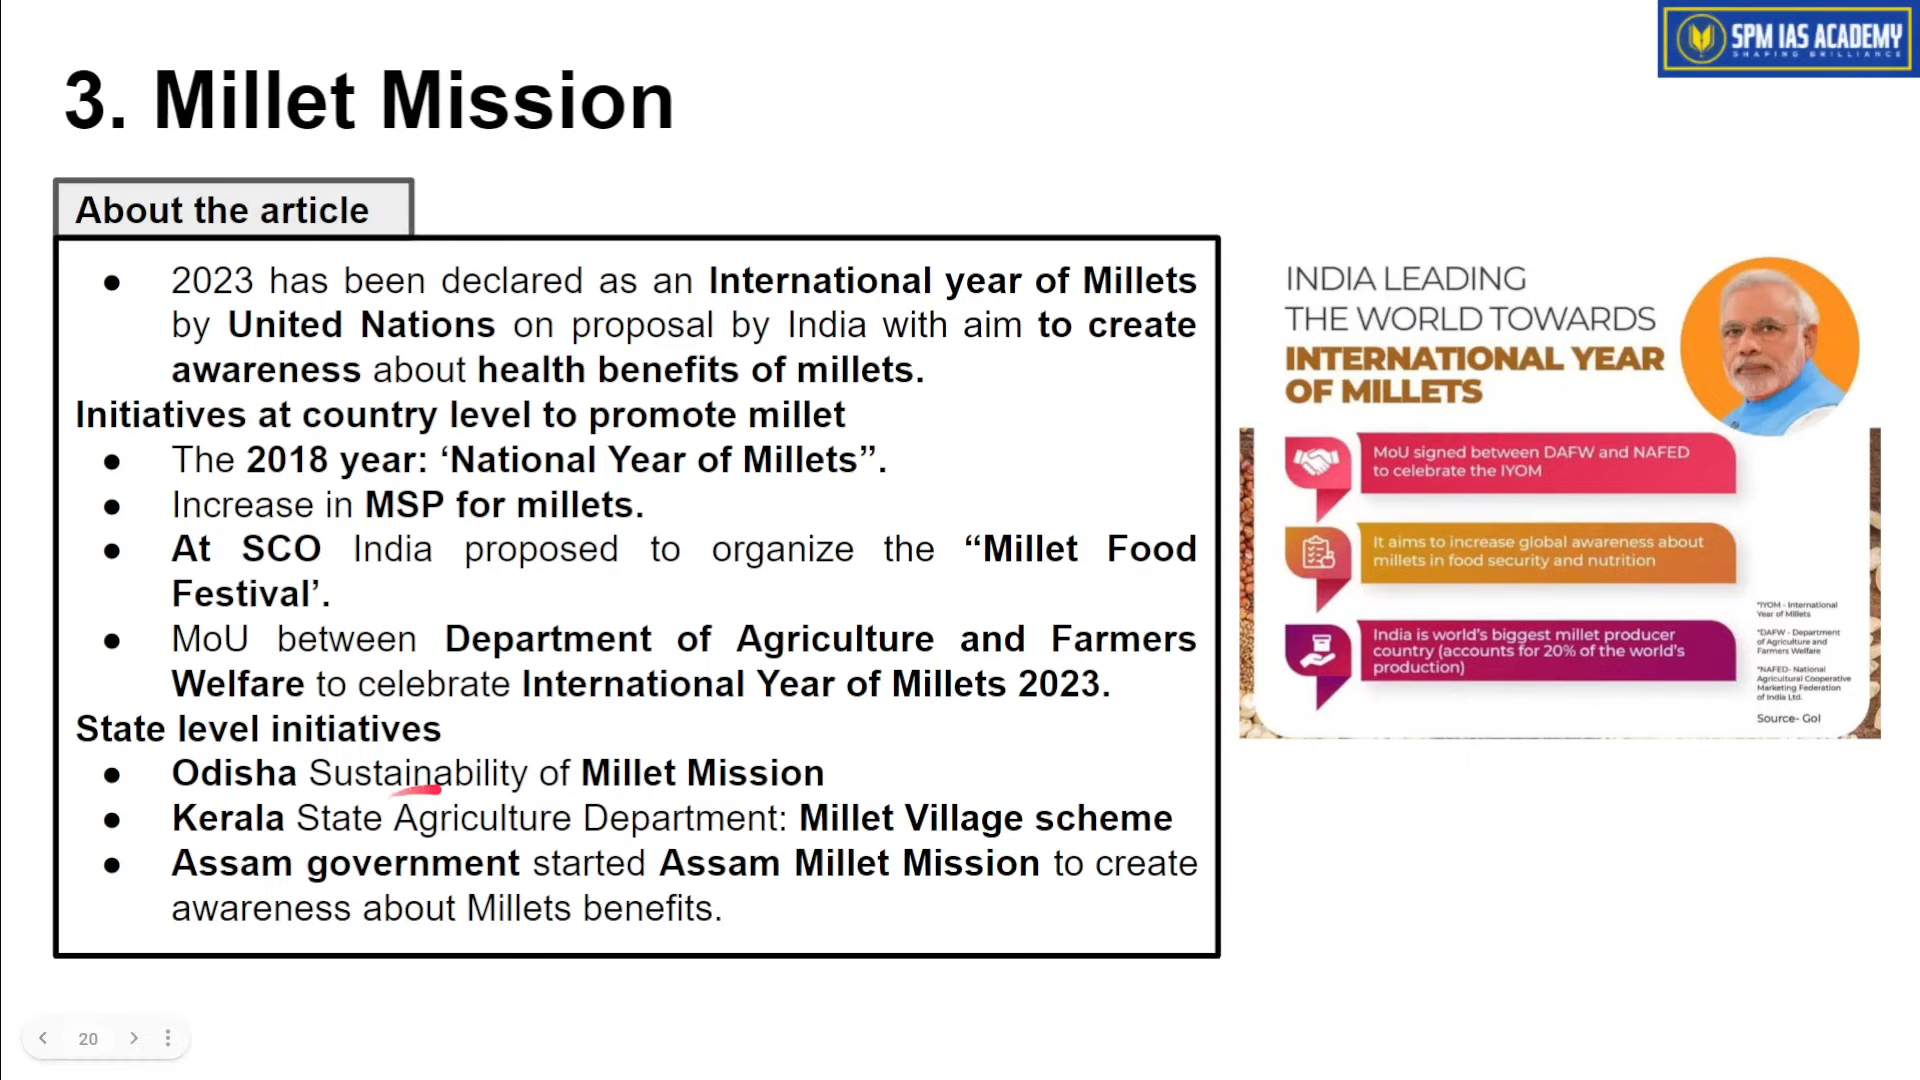 SPM IAS ACADEMY
SHAPING BRILLIANCE
3. Millet Mission
About the article
● 2023 has been declared as an International year of Millets
by United Nations on proposal by India with aim to create
awareness about health benefits of millets.
Initiatives at country level to promote millet
● The 2018 year: ‘National Year of Millets”.
● Increase in MSP for millets.
● At SCO India proposed to organize the “Millet Food
Festival’.
● MoU between Department of Agriculture and Farmers
Welfare to celebrate International Year of Millets 2023.
State level initiatives
● Odisha Sustainability of Millet Mission
● Kerala State Agriculture Department: Millet Village scheme
● Assam government started Assam Millet Mission to create
awareness about Millets benefits.
INDIA LEADING
THE WORLD TOWARDS
INTERNATIONAL YEAR
OF MILLETS
MoU signed between DAFW and NAFED
to celebrate the IYOM
It aims to increase global awareness about
millets in food security and nutrition
India is world's biggest millet producer
country (accounts for 20% of the world's
production)
*IYOM - International
Year of Millets
*DAFW - Department
of Agriculture and
Farmers Welfare
*NAFED- National
Agricultural Cooperative
Marketing Federation
of India Ltd.
Source- GoI
20